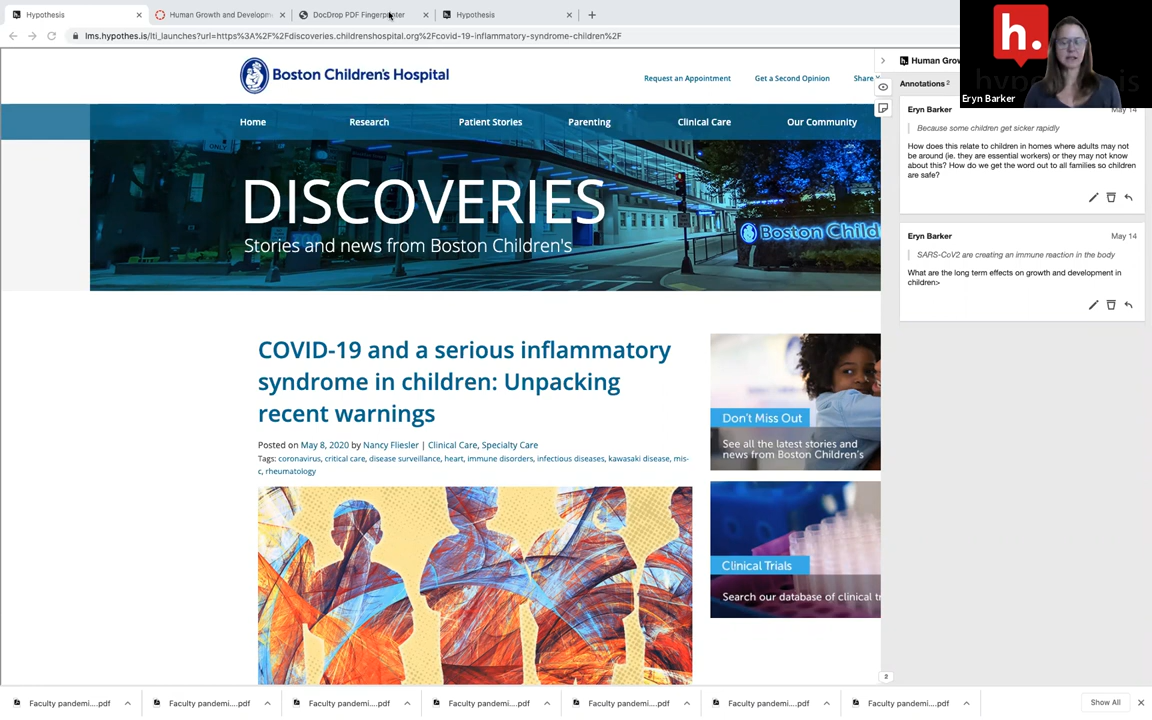 Hypothesis
Human Growth and Developm
DocDrop PDF Fingerprinter
Hypothesis
lms.hypothes.is/lti_launches?url=https%3A%2F%2Fdiscoveries.childrenshospital.org%2Fcovid-19-inflammatory-syndrome-children%2F
Boston Children's Hospital
Request an Appointment
Get a Second Opinion
Share Y
Home
Research
Patient Stories
Parenting
Clinical Care
Our Community
ONLY
DISCOVERIES
Stories and news from Boston Children's
Boston Child
COVID-19 and a serious inflammatory
syndrome in children: Unpacking
recent warnings
Posted on May 8, 2020 by Nancy Fliesler | Clinical Care, Specialty Care
Tags: coronavirus, critical care, disease surveillance, heart, immune disorders, infectious diseases, kawasaki disease, mis-
c, rheumatology
Don't Miss Out
See all the latest stories and
news from Boston Children's
Clinical Trials
Search our database of clinical tr
Human Grow
Annotations 2
Eryn Barker
May 14
Because some children get sicker rapidly
How does this relate to children in homes where adults may not
be around (ie. they are essential workers) or they may not know
about this? How do we get the word out to all families so children
are safe?
Eryn Barker
May 14
SARS-CoV2 are creating an immune reaction in the body
What are the long term effects on growth and development in
children>
2
h.
Eryn Barker
Faculty pandemi....pdf
Faculty pandemi....pdf
Faculty pandemi....pdf
Faculty pandemi....pdf
Faculty pandemi....pdf
Faculty pandemi....pdf
Faculty pandemi....pdf
Show All